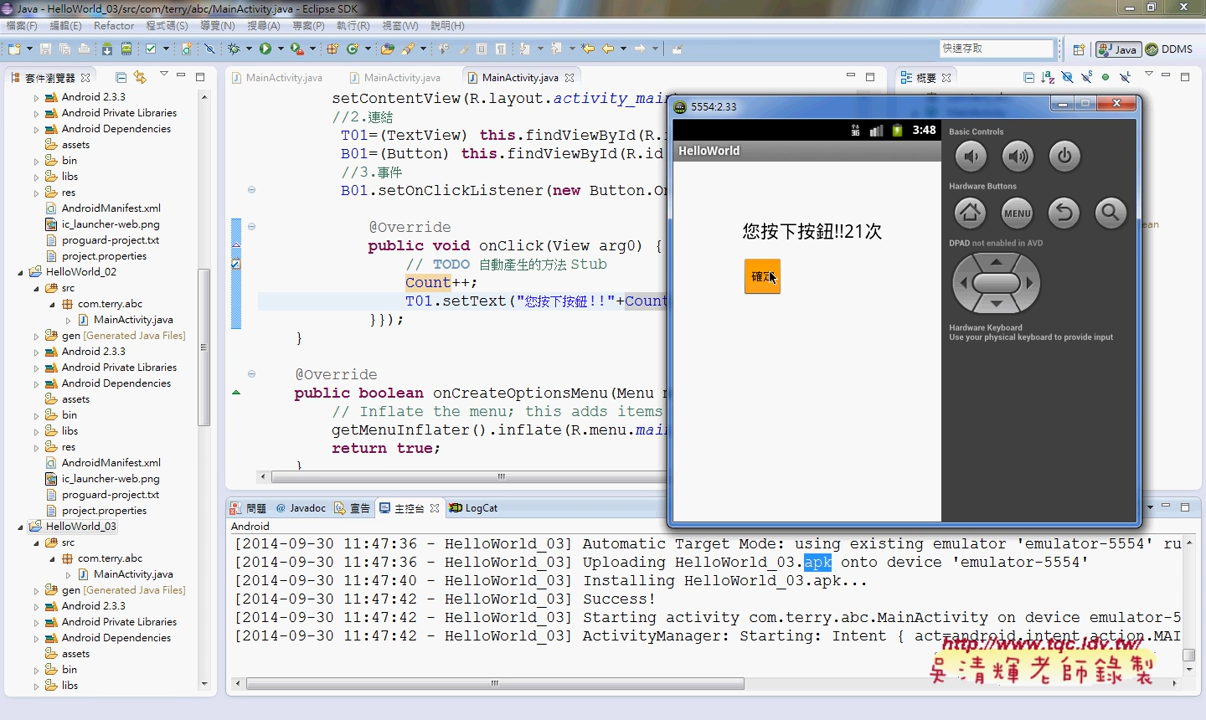 Java - HelloWorld_03/src/com/terry/abc/MainActivity.java - Eclipse SDK
檔案(F) 編輯(E) Refactor 程式碼(S) 導覽(N) 搜尋(A) 專案(P) 執行(R) 視窗(W) 說明(H)
快速存取
Java
DDMS
套件瀏覽器
Android 2.3.3
Android Private Libraries
Android Dependencies
assets
bin
libs
res
AndroidManifest.xml
ic_launcher-web.png
proguard-project.txt
project.properties
HelloWorld_02
src
com.terry.abc
MainActivity.java
gen [Generated Java Files]
Android 2.3.3
Android Private Libraries
Android Dependencies
assets
bin
libs
res
AndroidManifest.xml
ic_launcher-web.png
proguard-project.txt
project.properties
HelloWorld_03
src
com.terry.abc
MainActivity.java
gen [Generated Java Files]
Android 2.3.3
Android Private Libraries
Android Dependencies
assets
bin
libs
MainActivity.java MainActivity.java MainActivity.java
setContentView(R.layout.activity_mai
//2.連結
T01=(TextView) this.findViewById(R.i
B01=(Button) this.findViewById(R.id
//3.事件
B01.setOnClickListener(new Button.On
@Override
public void onClick(View arg0) {
// TODO 自動產生的方法 Stub
Count++;
T01.setText("您按下按鈕!!"+Count
}});
}
@Override
public boolean onCreateOptionsMenu(Menu m
// Inflate the menu; this adds items
getMenuInflater().inflate(R.menu.mai
return true;
}
概要
5554:2.33
3:48
HelloWorld
您按下按鈕!!21次
確定
Basic Controls
Hardware Buttons
MENU
DPAD not enabled in AVD
Hardware Keyboard
Use your physical keyboard to provide input
問題 Javadoc 宣告 主控台 LogCat
Android
[2014-09-30 11:47:36 - HelloWorld_03] Automatic Target Mode: using existing emulator 'emulator-5554' ru
[2014-09-30 11:47:36 - HelloWorld_03] Uploading HelloWorld_03.apk onto device 'emulator-5554'
[2014-09-30 11:47:40 - HelloWorld_03] Installing HelloWorld_03.apk...
[2014-09-30 11:47:42 - HelloWorld_03] Success!
[2014-09-30 11:47:42 - HelloWorld_03] Starting activity com.terry.abc.MainActivity on device emulator-5
[2014-09-30 11:47:42 - HelloWorld_03] ActivityManager: Starting: Intent { act=android.intent.action.MAI
http://www.tqc.idv.tw/
吳清輝老師錄製